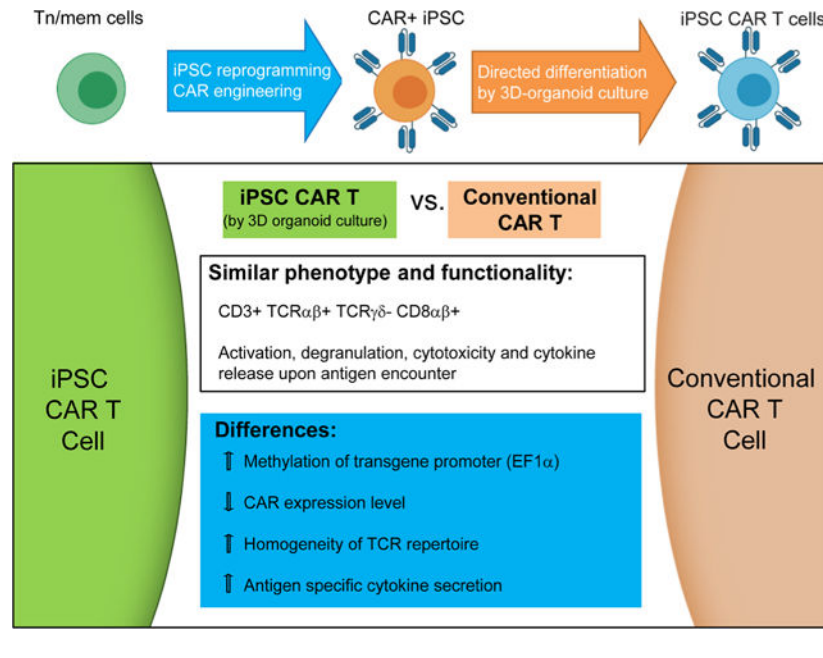 Tn/mem cells
CAR+ iPSC
iPSC CAR T cells
iPSC reprogramming
CAR engineering
Directed differentiation
by 3D-organoid culture
iPSC CAR T
(by 3D organoid culture)
vs.
Conventional
CAR T
Similar phenotype and functionality:
CD3+ TCRαβ+ TCRγδ- CD8αβ+
Activation, degranulation, cytotoxicity and cytokine
release upon antigen encounter
iPSC
CAR T
Cell
Conventional
CAR T
Cell
Differences:
⇑ Methylation of transgene promoter (EF1α)
⇓ CAR expression level
⇑ Homogeneity of TCR repertoire
⇑ Antigen specific cytokine secretion